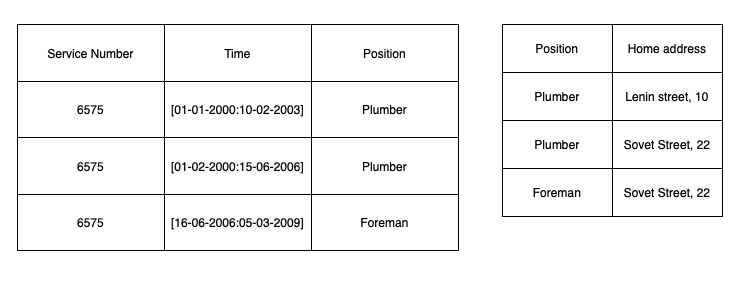 Service Number Time Position
6575 [01-01-2000:10-02-2003] Plumber
6575 [01-02-2000:15-06-2006] Plumber
6575 [16-06-2006:05-03-2009] Foreman
Position Home address
Plumber Lenin street, 10
Plumber Sovet Street, 22
Foreman Sovet Street, 22